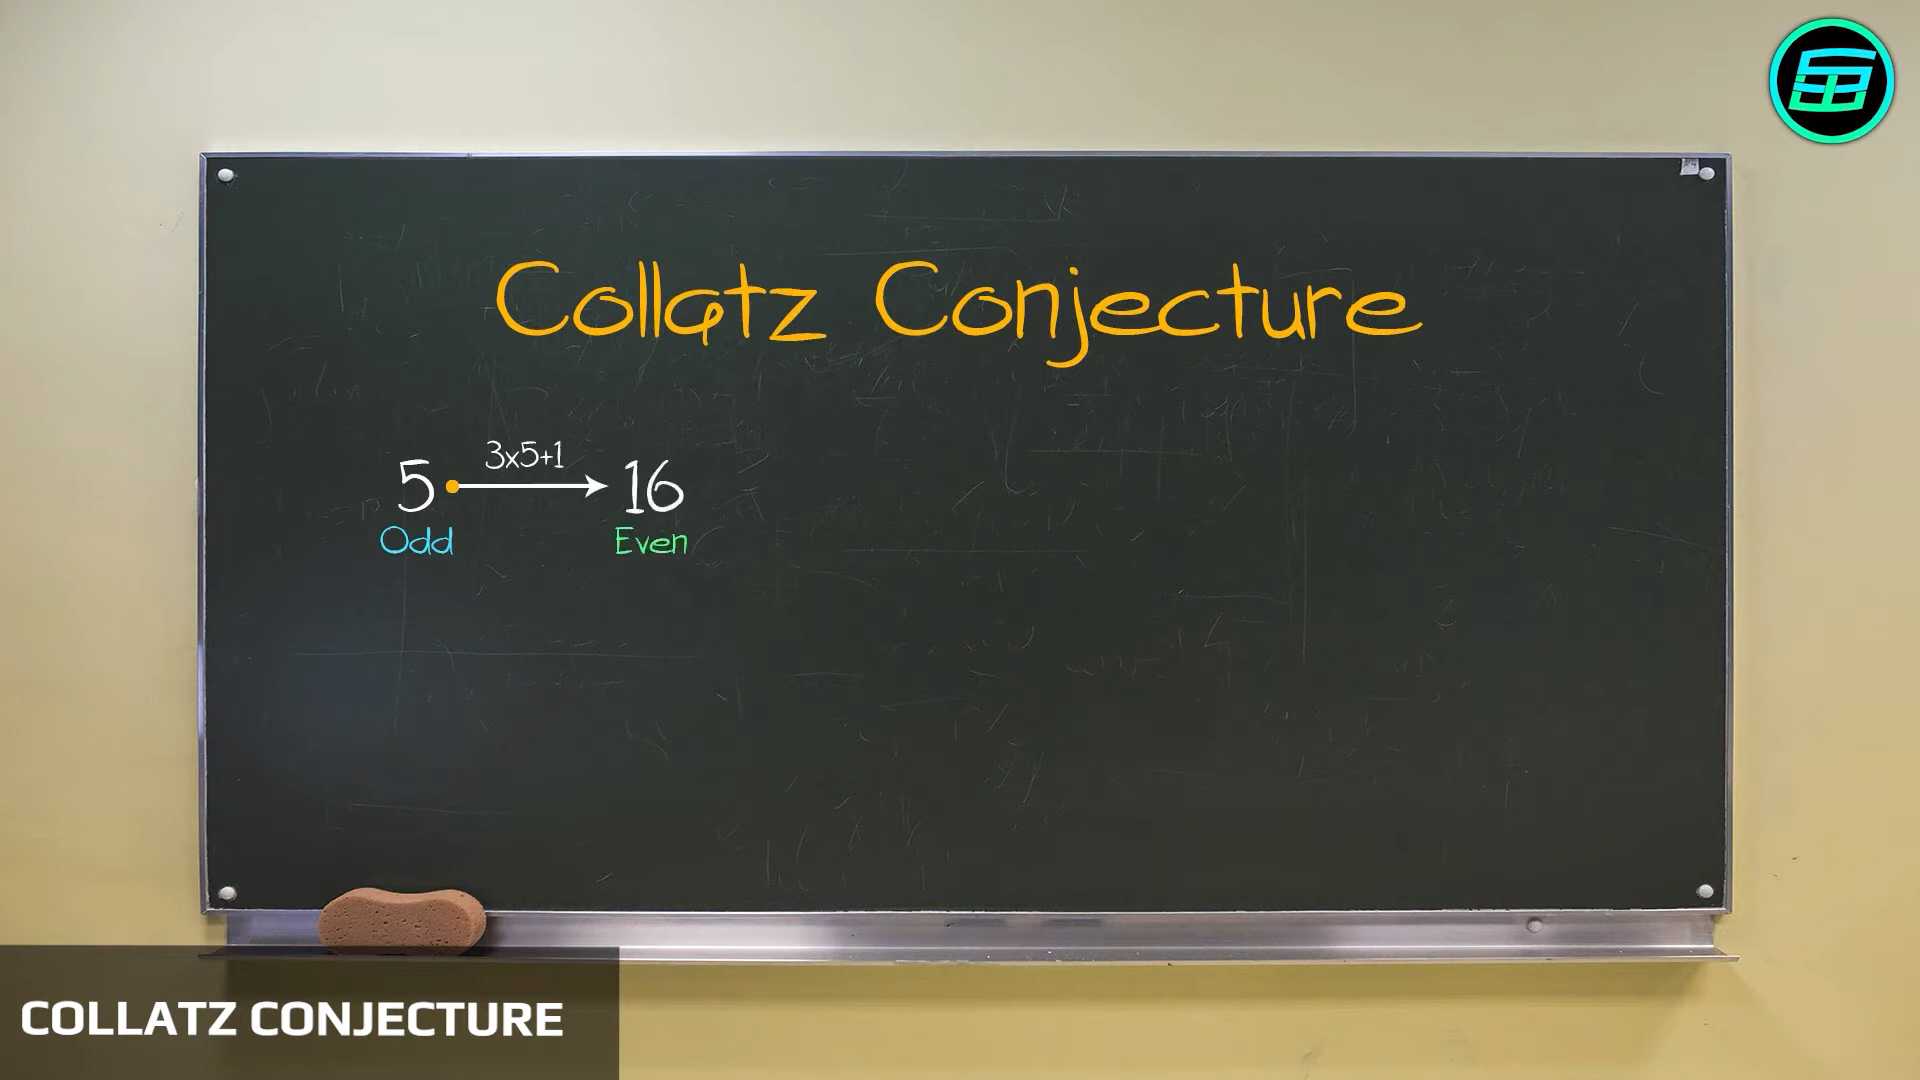 Collatz Conjecture
3x5+1
5 16
Odd Even
COLLATZ CONJECTURE